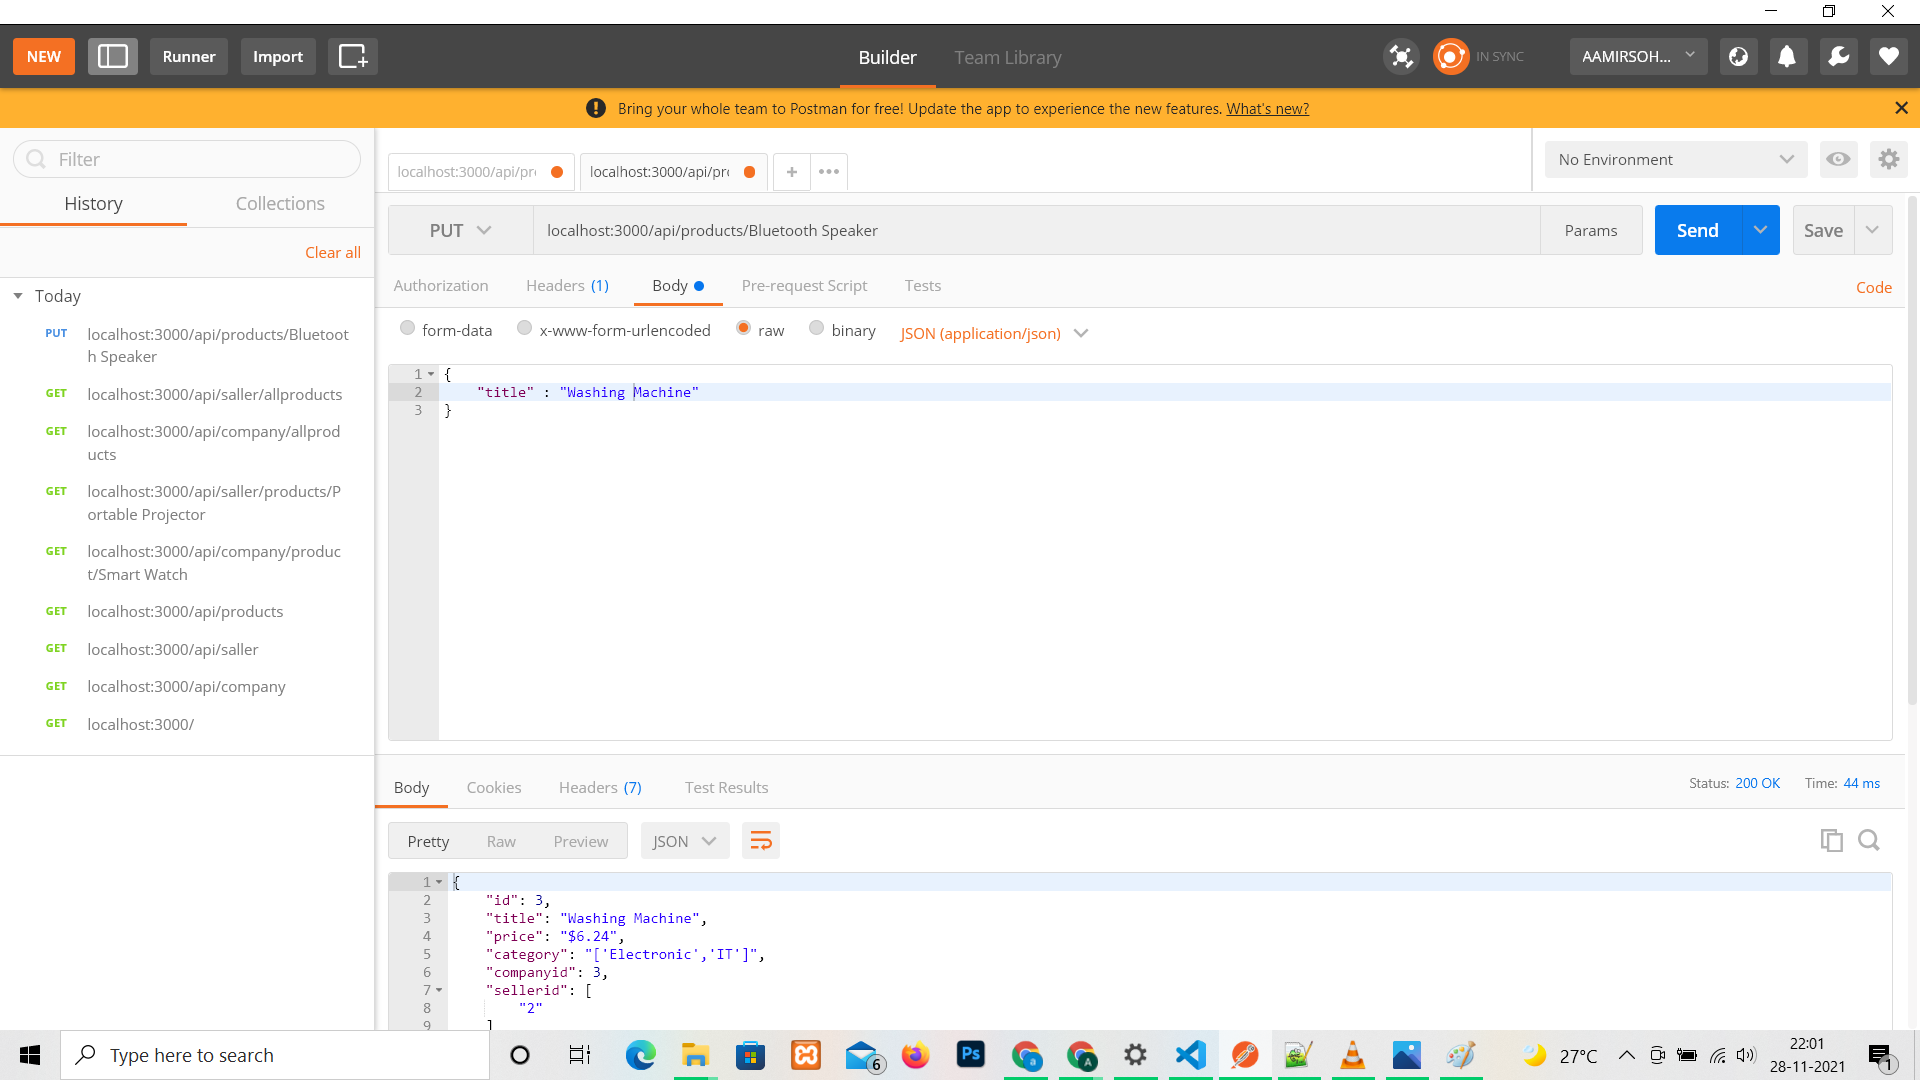 NEW
Runner
Import
Builder
Team Library
IN SYNC
AAMIRSOH...
Bring your whole team to Postman for free! Update the app to experience the new features. What's new?
Filter
History
Collections
Clear all
Today
PUT
localhost:3000/api/products/Bluetoot
h Speaker
GET
localhost:3000/api/saller/allproducts
GET
localhost:3000/api/company/allprod
ucts
GET
localhost:3000/api/saller/products/P
ortable Projector
GET
localhost:3000/api/company/produc
t/Smart Watch
GET
localhost:3000/api/products
GET
localhost:3000/api/saller
GET
localhost:3000/api/company
GET
localhost:3000/
localhost:3000/api/pr
localhost:3000/api/pr
No Environment
PUT
localhost:3000/api/products/Bluetooth Speaker
Params
Send
Save
Authorization
Headers (1)
Body
Pre-request Script
Tests
Code
form-data
x-www-form-urlencoded
raw
binary
JSON (application/json)
1 {
2 "title" : "Washing Machine"
3 }
Body
Cookies
Headers (7)
Test Results
Status: 200 OK
Time: 44 ms
Pretty
Raw
Preview
JSON
1 {
2 "id": 3,
3 "title": "Washing Machine",
4 "price": "$6.24",
5 "category": "['Electronic','IT']",
6 "companyid": 3,
7 "sellerid": [
8 "2"
9 ]
Type here to search
Ps
6
a
A
27°C
22:01
28-11-2021
1